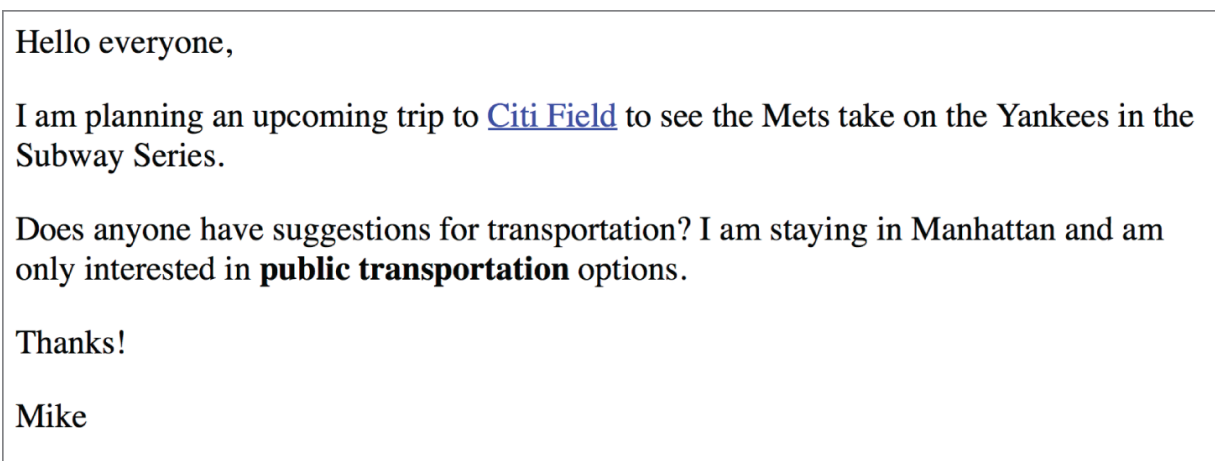 Hello everyone,
I am planning an upcoming trip to Citi Field to see the Mets take on the Yankees in the
Subway Series.
Does anyone have suggestions for transportation? I am staying in Manhattan and am
only interested in public transportation options.
Thanks!
Mike